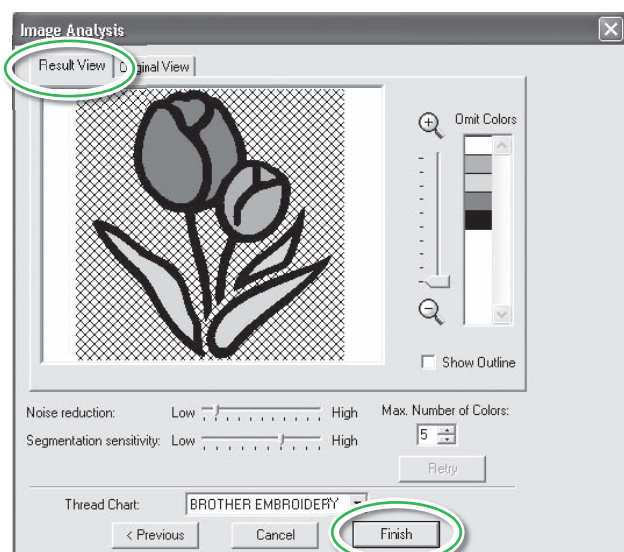 Image Analysis
Result View Original View
Omit Colors
Show Outline
Noise reduction: Low High Max. Number of Colors:
Segmentation sensitivity: Low High 5
Retry
Thread Chart: BROTHER EMBROIDERY
< Previous Cancel Finish